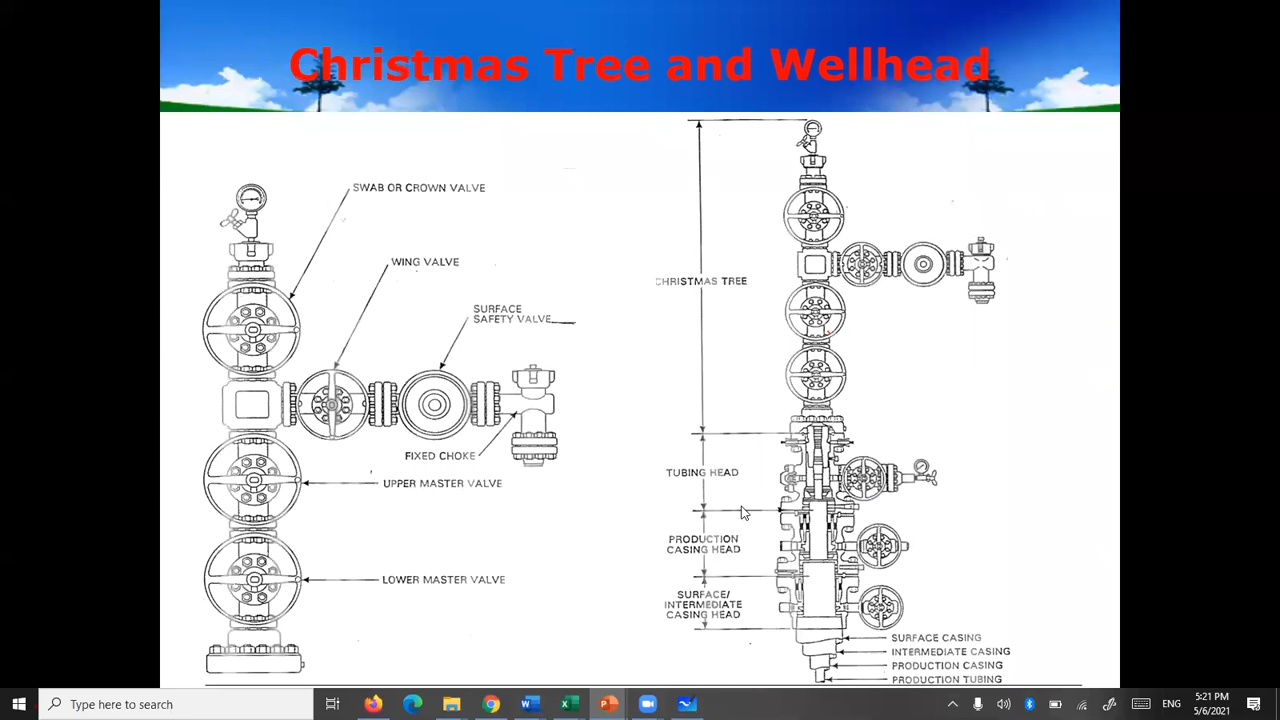 Christmas Tree and Wellhead
SWAB OR CROWN VALVE
WING VALVE
SURFACE
SAFETY VALVE
FIXED CHOKE
UPPER MASTER VALVE
LOWER MASTER VALVE
CHRISTMAS TREE
TUBING HEAD
PRODUCTION
CASING HEAD
SURFACE/
INTERMEDIATE
CASING HEAD
SURFACE CASING
INTERMEDIATE CASING
PRODUCTION CASING
PRODUCTION TUBING
Type here to search
ENG
5:21 PM
5/6/2021